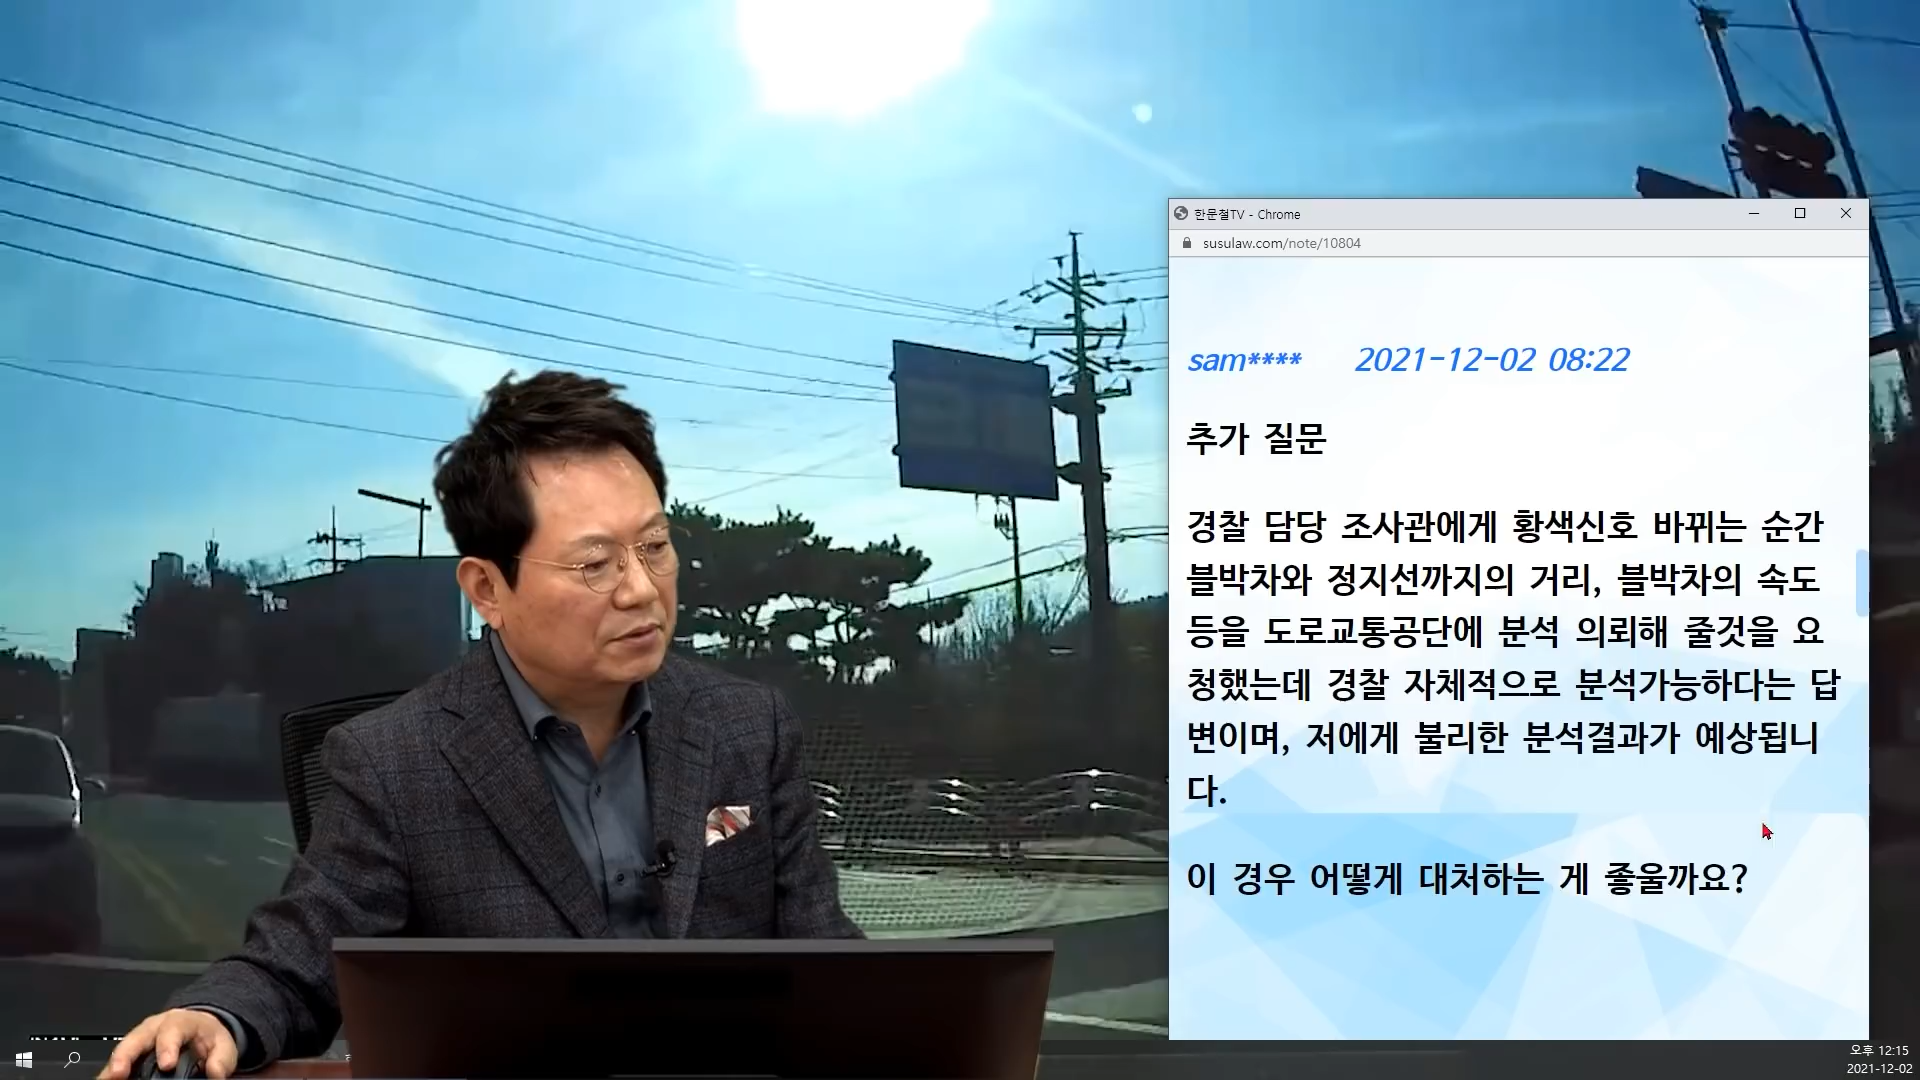 한문철TV - Chrome
susulaw.com/note/10804
sam**** 2021-12-02 08:22
추가 질문
경찰 담당 조사관에게 황색신호 바뀌는 순간
블박차와 정지선까지의 거리, 블박차의 속도
등을 도로교통공단에 분석 의뢰해 줄것을 요
청했는데 경찰 자체적으로 분석가능하다는 답
변이며, 저에게 불리한 분석결과가 예상됩니
다.
이 경우 어떻게 대처하는 게 좋울까요?
오후 12:15
2021-12-02